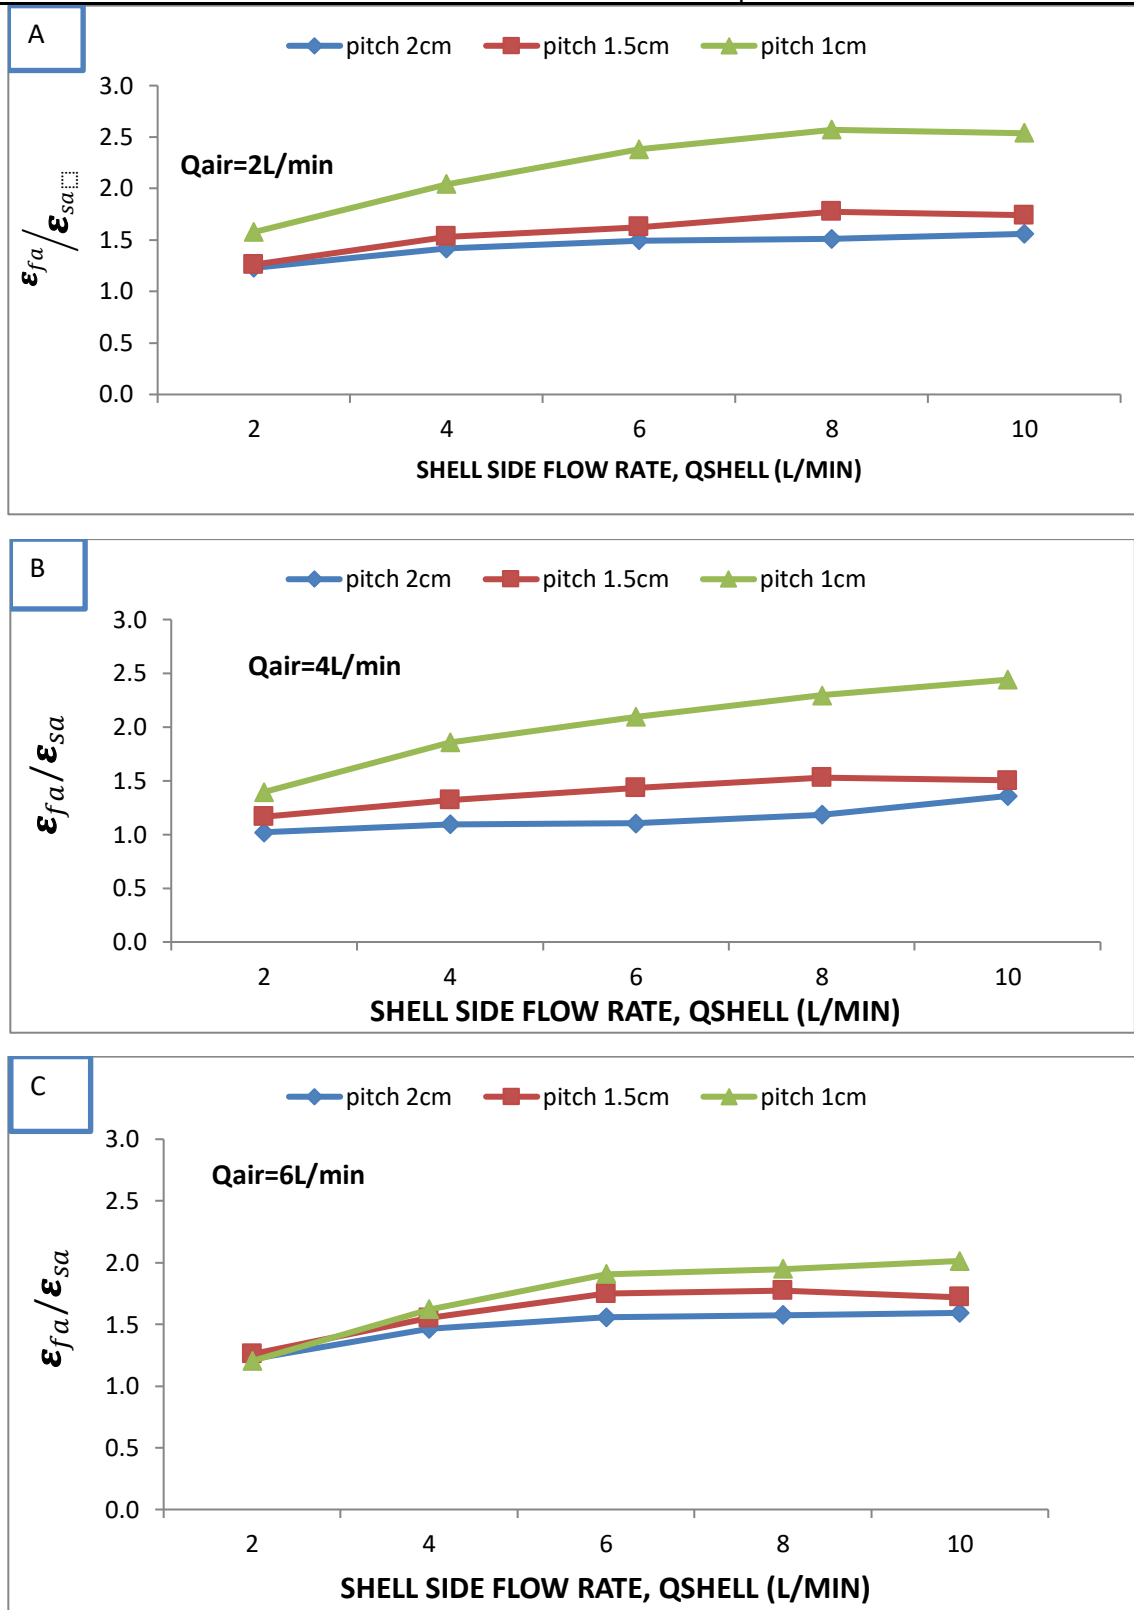 A
pitch 2cm pitch 1.5cm pitch 1cm
3.0
2.5
Qair=2L/min
2.0
1.5
1.0
0.5
0.0
εfa/εsa
2 4 6 8 10
SHELL SIDE FLOW RATE, QSHELL (L/MIN)
B
pitch 2cm pitch 1.5cm pitch 1cm
3.0
Qair=4L/min
2.5
2.0
1.5
1.0
0.5
0.0
εfa/εsa
2 4 6 8 10
SHELL SIDE FLOW RATE, QSHELL (L/MIN)
C
pitch 2cm pitch 1.5cm pitch 1cm
3.0
Qair=6L/min
2.5
2.0
1.5
1.0
0.5
0.0
εfa/εsa
2 4 6 8 10
SHELL SIDE FLOW RATE, QSHELL (L/MIN)